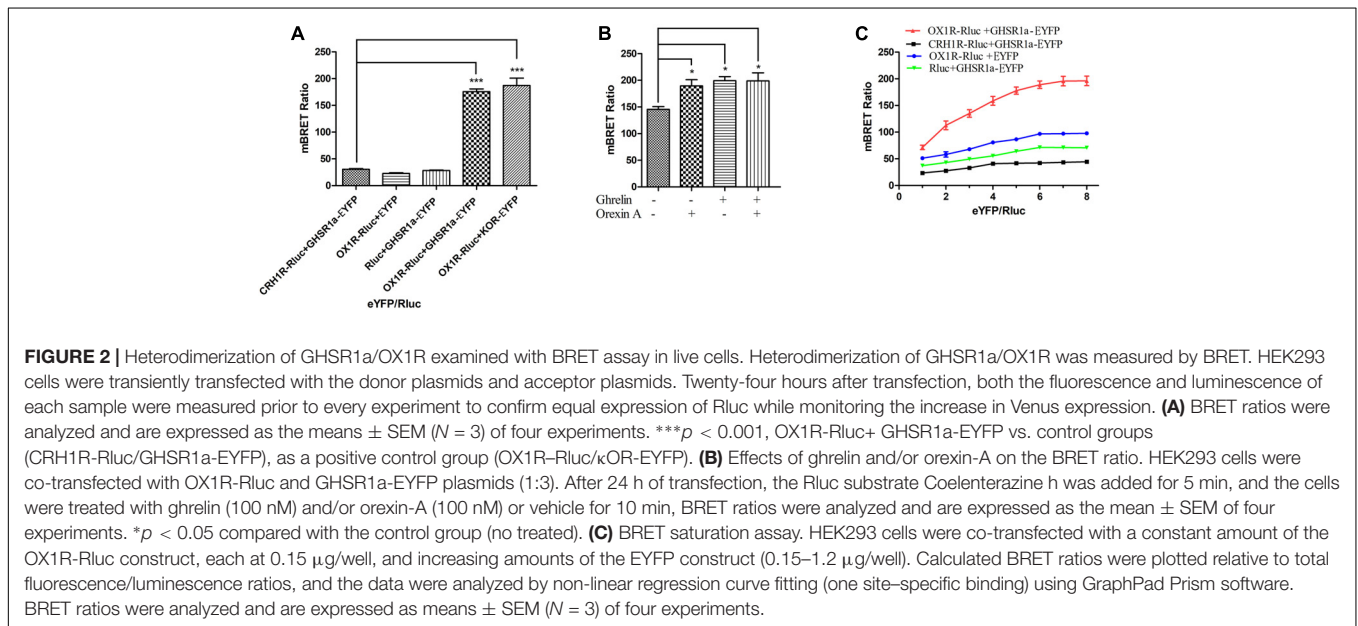 A
mBRET Ratio
250
200
150
100
50
0
***
***
CRH1R-Rluc+GHSR1a-EYFP
OX1R-Rluc+EYFP
Rluc+GHSR1a-EYFP
OX1R-Rluc+GHSR1a-EYFP
OX1R-Rluc+KOR-EYFP
eYFP/Rluc
B
mBRET Ratio
250
200
150
100
50
0
*
*
*
Ghrelin - - + +
Orexin A - + - +
C
OX1R-Rluc +GHSR1a-EYFP
CRH1R-Rluc+GHSR1a-EYFP
OX1R-Rluc +EYFP
Rluc+GHSR1a-EYFP
mBRET Ratio
250
200
150
100
50
0
0 2 4 6 8
eYFP/Rluc
FIGURE 2 | Heterodimerization of GHSR1a/OX1R examined with BRET assay in live cells. Heterodimerization of GHSR1a/OX1R was measured by BRET. HEK293
cells were transiently transfected with the donor plasmids and acceptor plasmids. Twenty-four hours after transfection, both the fluorescence and luminescence of
each sample were measured prior to every experiment to confirm equal expression of Rluc while monitoring the increase in Venus expression. (A) BRET ratios were
analyzed and are expressed as the means ± SEM (N = 3) of four experiments. ***p < 0.001, OX1R-Rluc+ GHSR1a-EYFP vs. control groups
(CRH1R-Rluc/GHSR1a-EYFP), as a positive control group (OX1R–Rluc/κOR-EYFP). (B) Effects of ghrelin and/or orexin-A on the BRET ratio. HEK293 cells were
co-transfected with OX1R-Rluc and GHSR1a-EYFP plasmids (1:3). After 24 h of transfection, the Rluc substrate Coelenterazine h was added for 5 min, and the cells
were treated with ghrelin (100 nM) and/or orexin-A (100 nM) or vehicle for 10 min, BRET ratios were analyzed and are expressed as the mean ± SEM of four
experiments. *p < 0.05 compared with the control group (no treated). (C) BRET saturation assay. HEK293 cells were co-transfected with a constant amount of the
OX1R-Rluc construct, each at 0.15 μg/well, and increasing amounts of the EYFP construct (0.15–1.2 μg/well). Calculated BRET ratios were plotted relative to total
fluorescence/luminescence ratios, and the data were analyzed by non-linear regression curve fitting (one site–specific binding) using GraphPad Prism software.
BRET ratios were analyzed and are expressed as means ± SEM (N = 3) of four experiments.